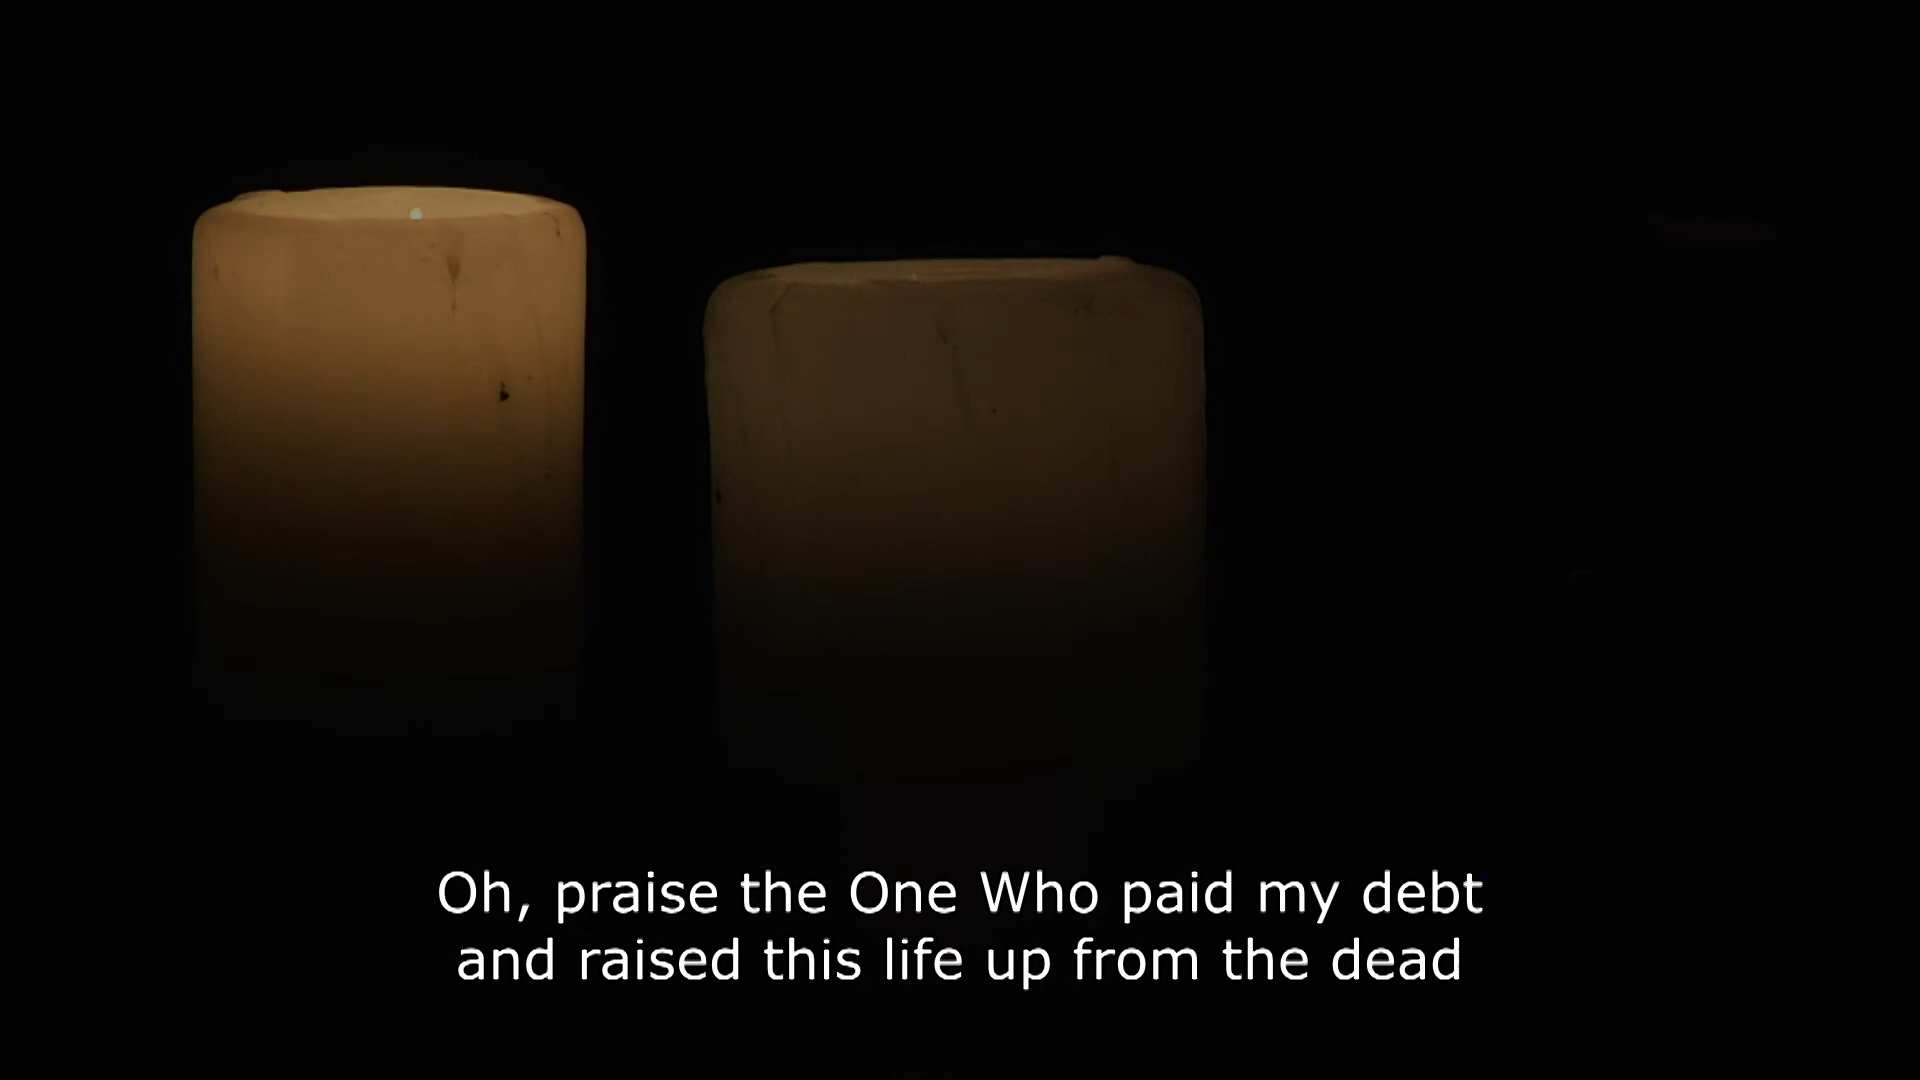 Oh, praise the One Who paid my debt
and raised this life up from the dead